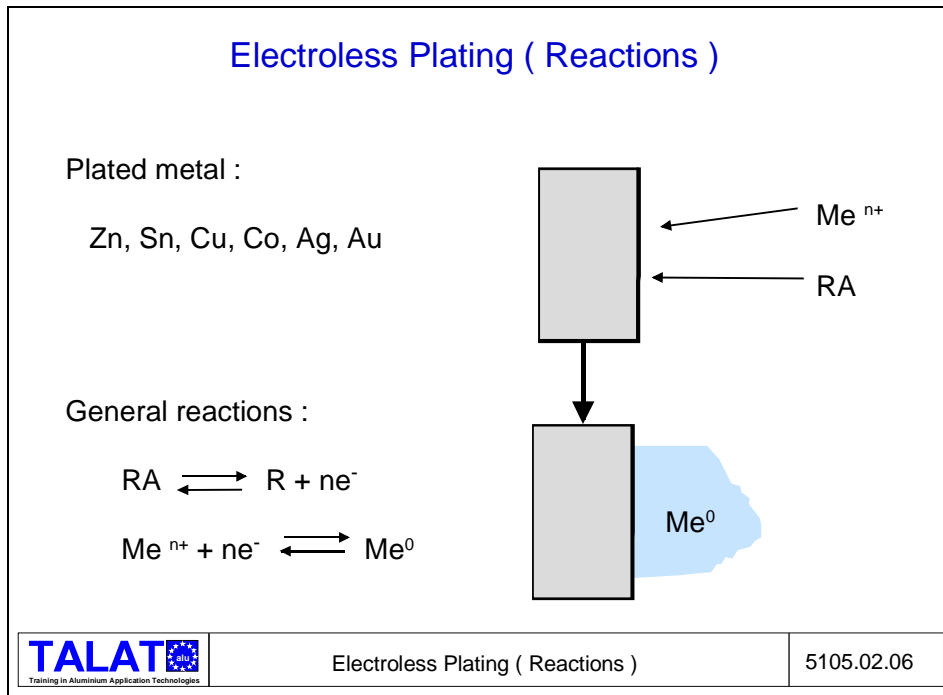 Electroless Plating ( Reactions )
Plated metal :
Zn, Sn, Cu, Co, Ag, Au
Me n+
RA
General reactions :
RA ⇌ R + ne-
Me n+ + ne- ⇌ Me0
Me0
TALAT
alu
Training in Aluminium Application Technologies
Electroless Plating ( Reactions )
5105.02.06